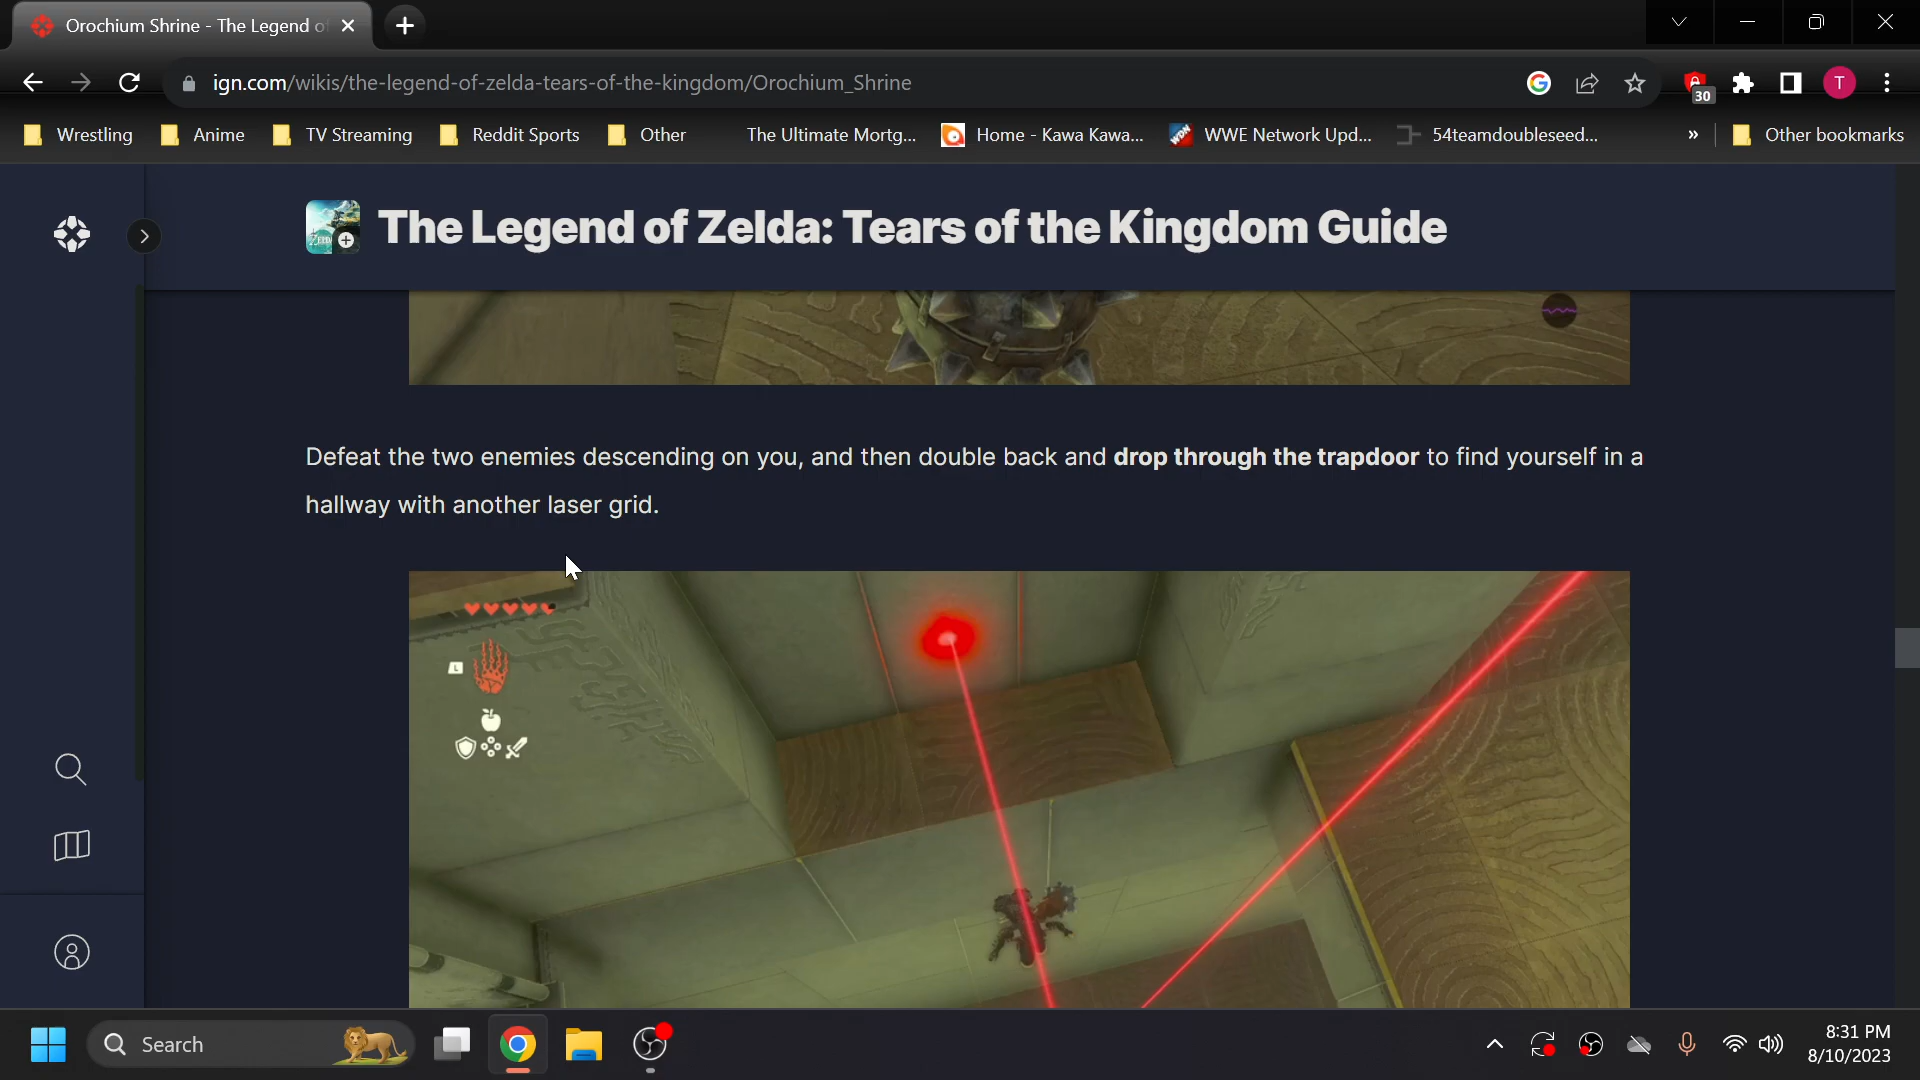 Orochium Shrine - The Legend of
ign.com/wikis/the-legend-of-zelda-tears-of-the-kingdom/Orochium_Shrine
30
T
Wrestling
Anime
TV Streaming
Reddit Sports
Other
The Ultimate Mortg...
Home - Kawa Kawa...
WWE Network Upd...
54teamdoubleseed...
»
Other bookmarks
The Legend of Zelda: Tears of the Kingdom Guide
Defeat the two enemies descending on you, and then double back and drop through the trapdoor to find yourself in a
hallway with another laser grid.
L
Search
8:31 PM
8/10/2023